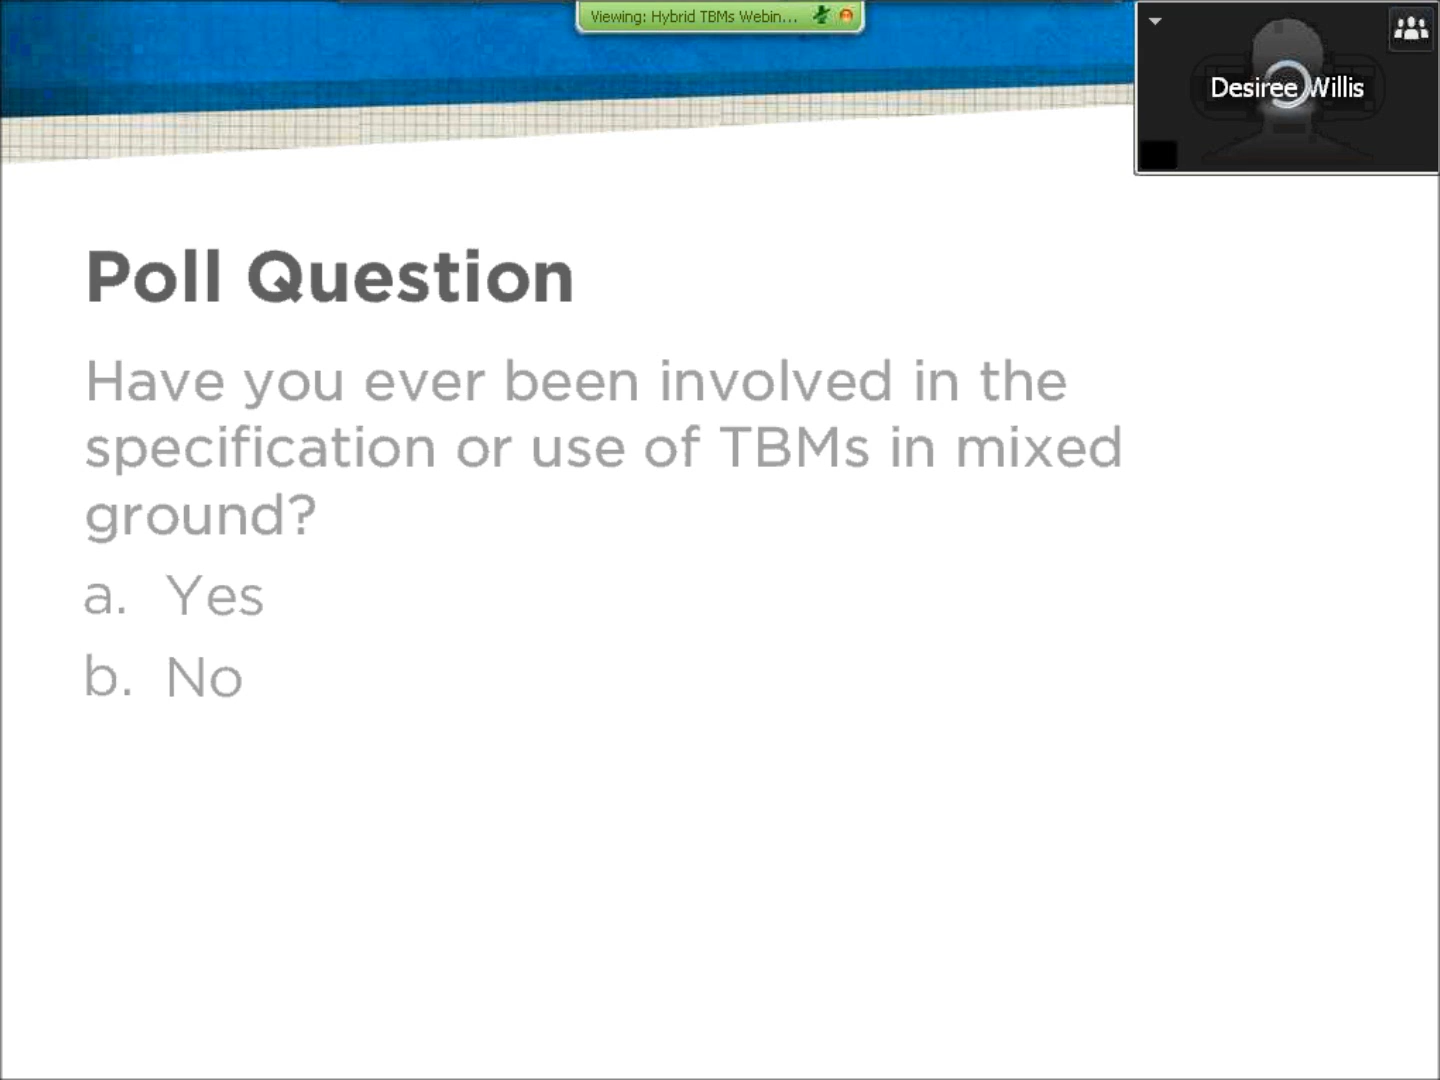 Viewing: Hybrid TBMs Webin...
Desiree Willis
Poll Question
Have you ever been involved in the
specification or use of TBMs in mixed
ground?
a. Yes
b. No